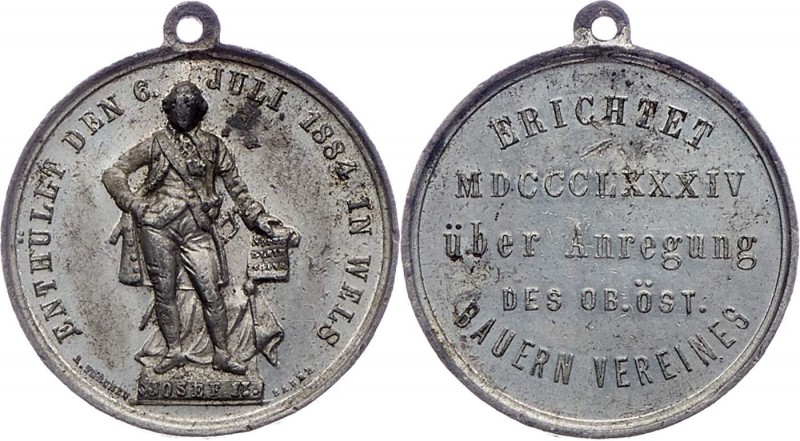 ENTHÜLLT DEN 6. JULI 1884 IN WELS
JOSEF II.
ERICHTET
MDCCCLXXXIV
über Anregung
DES OB. ÖST.
BAUERN VEREINES